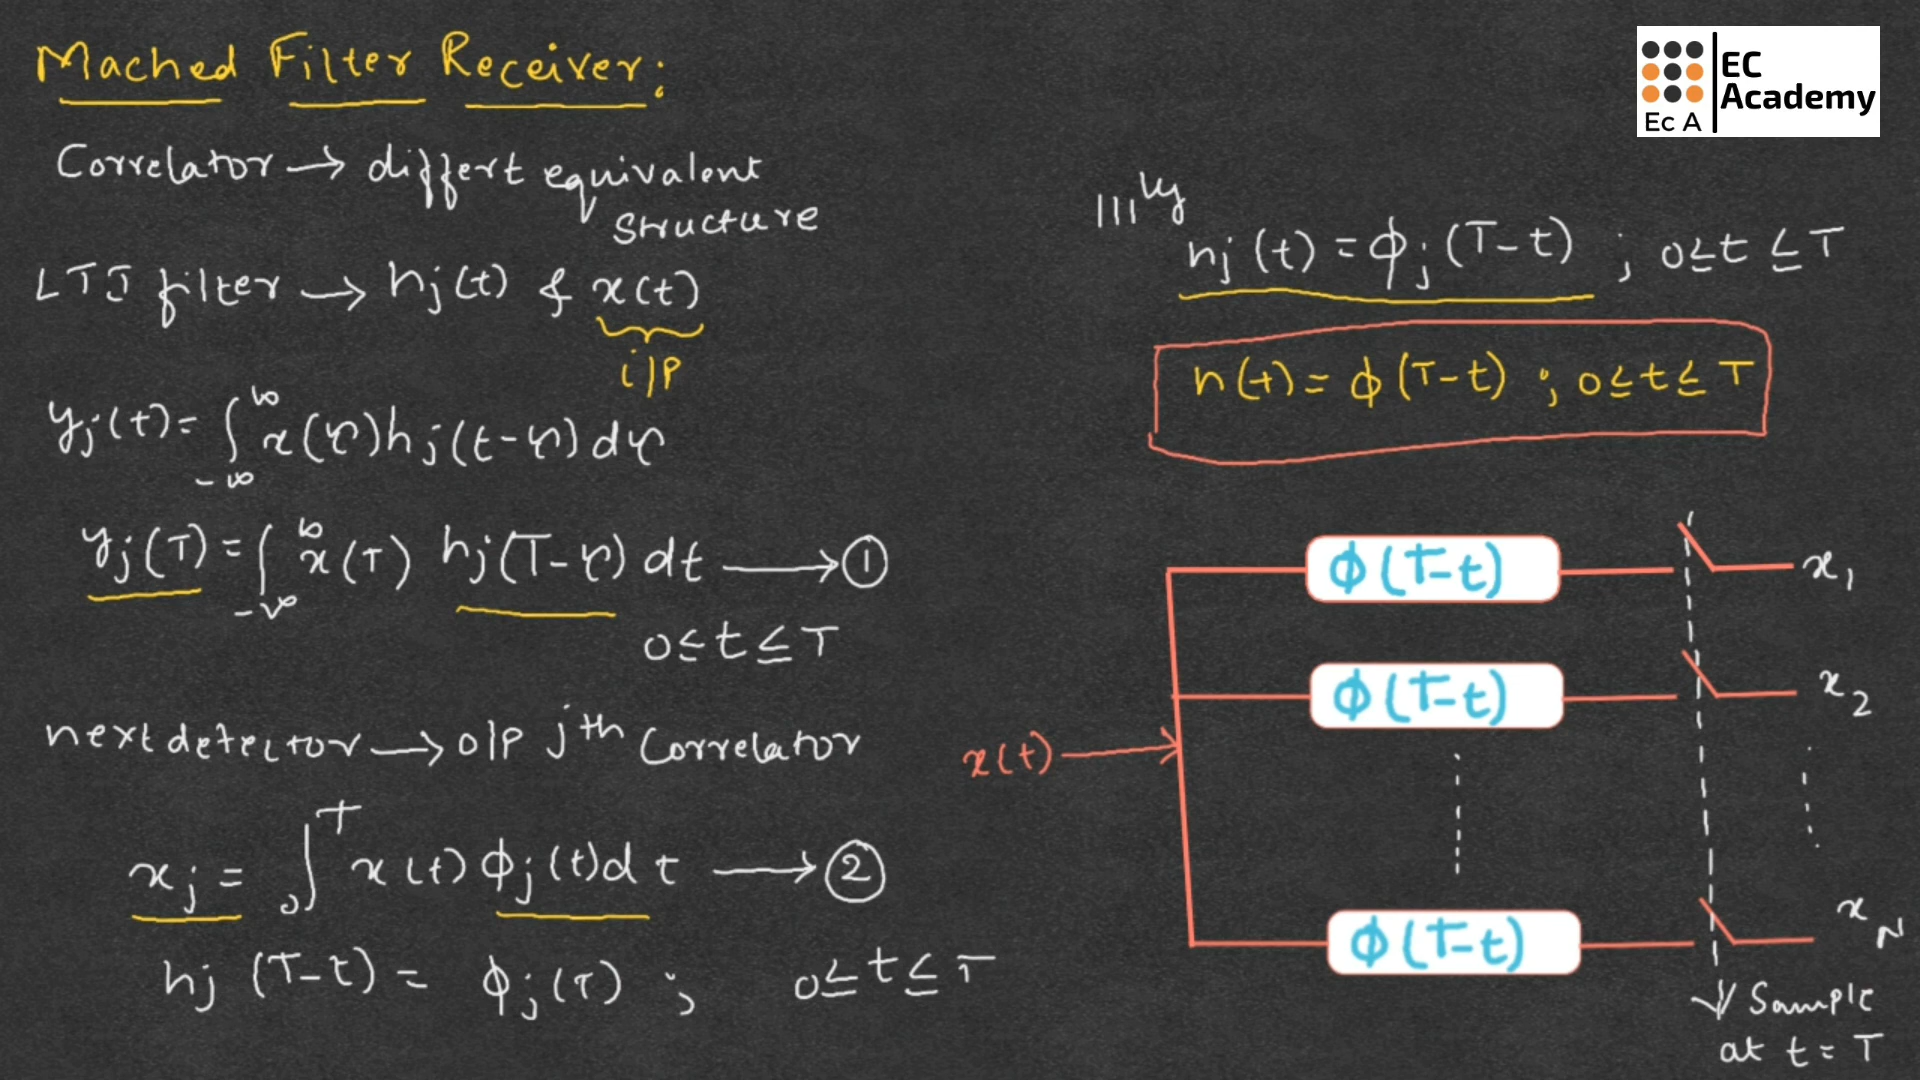 Mached Filter Receiver:
Correlator → differt equivalent
structure
LTI filter → hj(t) & x(t)
i/p
yj(t) = ∫_{-∞}^{∞} x(τ) hj(t-τ) dτ
yj(T) = ∫_{-∞}^{∞} x(T) hj(T-τ) dt → ①
0 ≤ t ≤ T
next detector → o/p jth Correlator
xj = ∫_0^T x(t) ϕj(t) dt → ②
hj (T-t) = ϕj(T) ; 0 ≤ t ≤ T
EC
Academy
Ec A
|||ly
hj (t) = ϕj (T-t) ; 0 ≤ t ≤ T
h(t) = ϕ (T-t) ; 0 ≤ t ≤ T
ϕ (T-t) x1
ϕ (T-t) x2
x(t)
ϕ (T-t) xN
Sample
at t = T